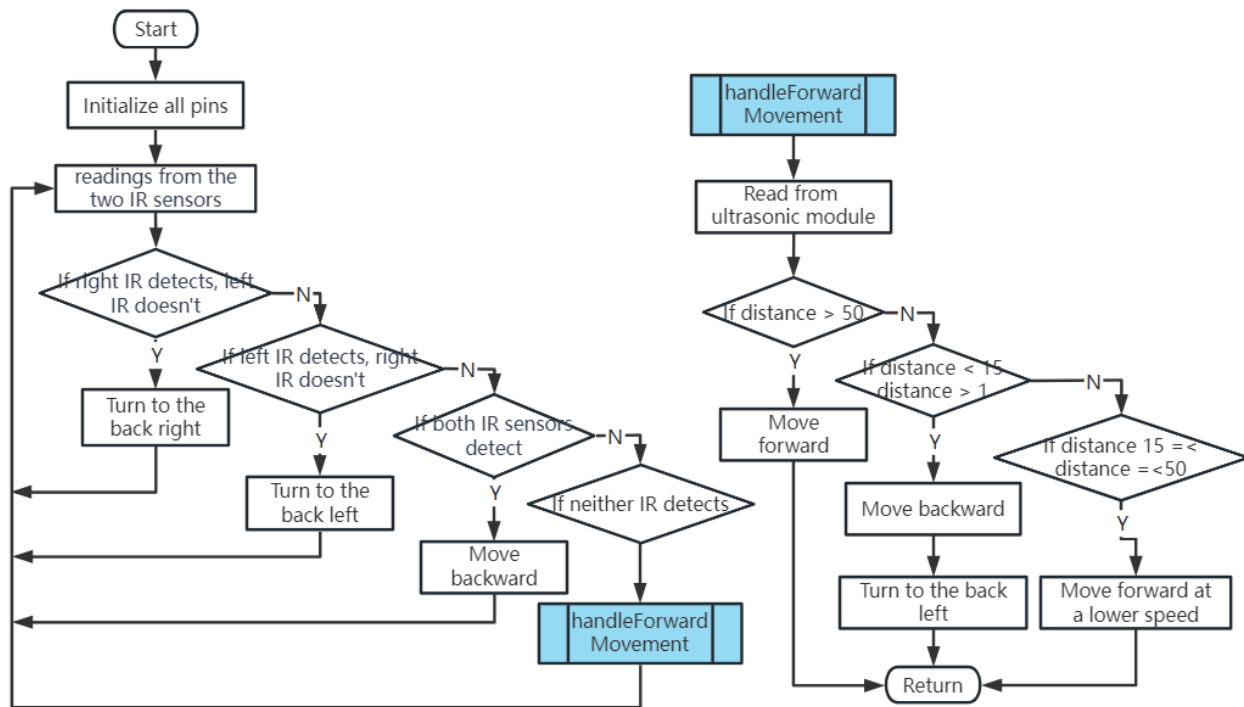 Start
Initialize all pins
readings from the
two IR sensors
If right IR detects, left
IR doesn't
N
Y
Turn to the
back right
If left IR detects, right
IR doesn't
N
Y
Turn to the
back left
If both IR sensors
detect
N
Y
Move
backward
If neither IR detects
handleForward
Movement
handleForward
Movement
Read from
ultrasonic module
If distance > 50
N
Y
Move
forward
If distance < 15
distance > 1
N
Y
Move backward
Turn to the back
left
If distance 15 =<
distance =<50
Y
Move forward at
a lower speed
Return